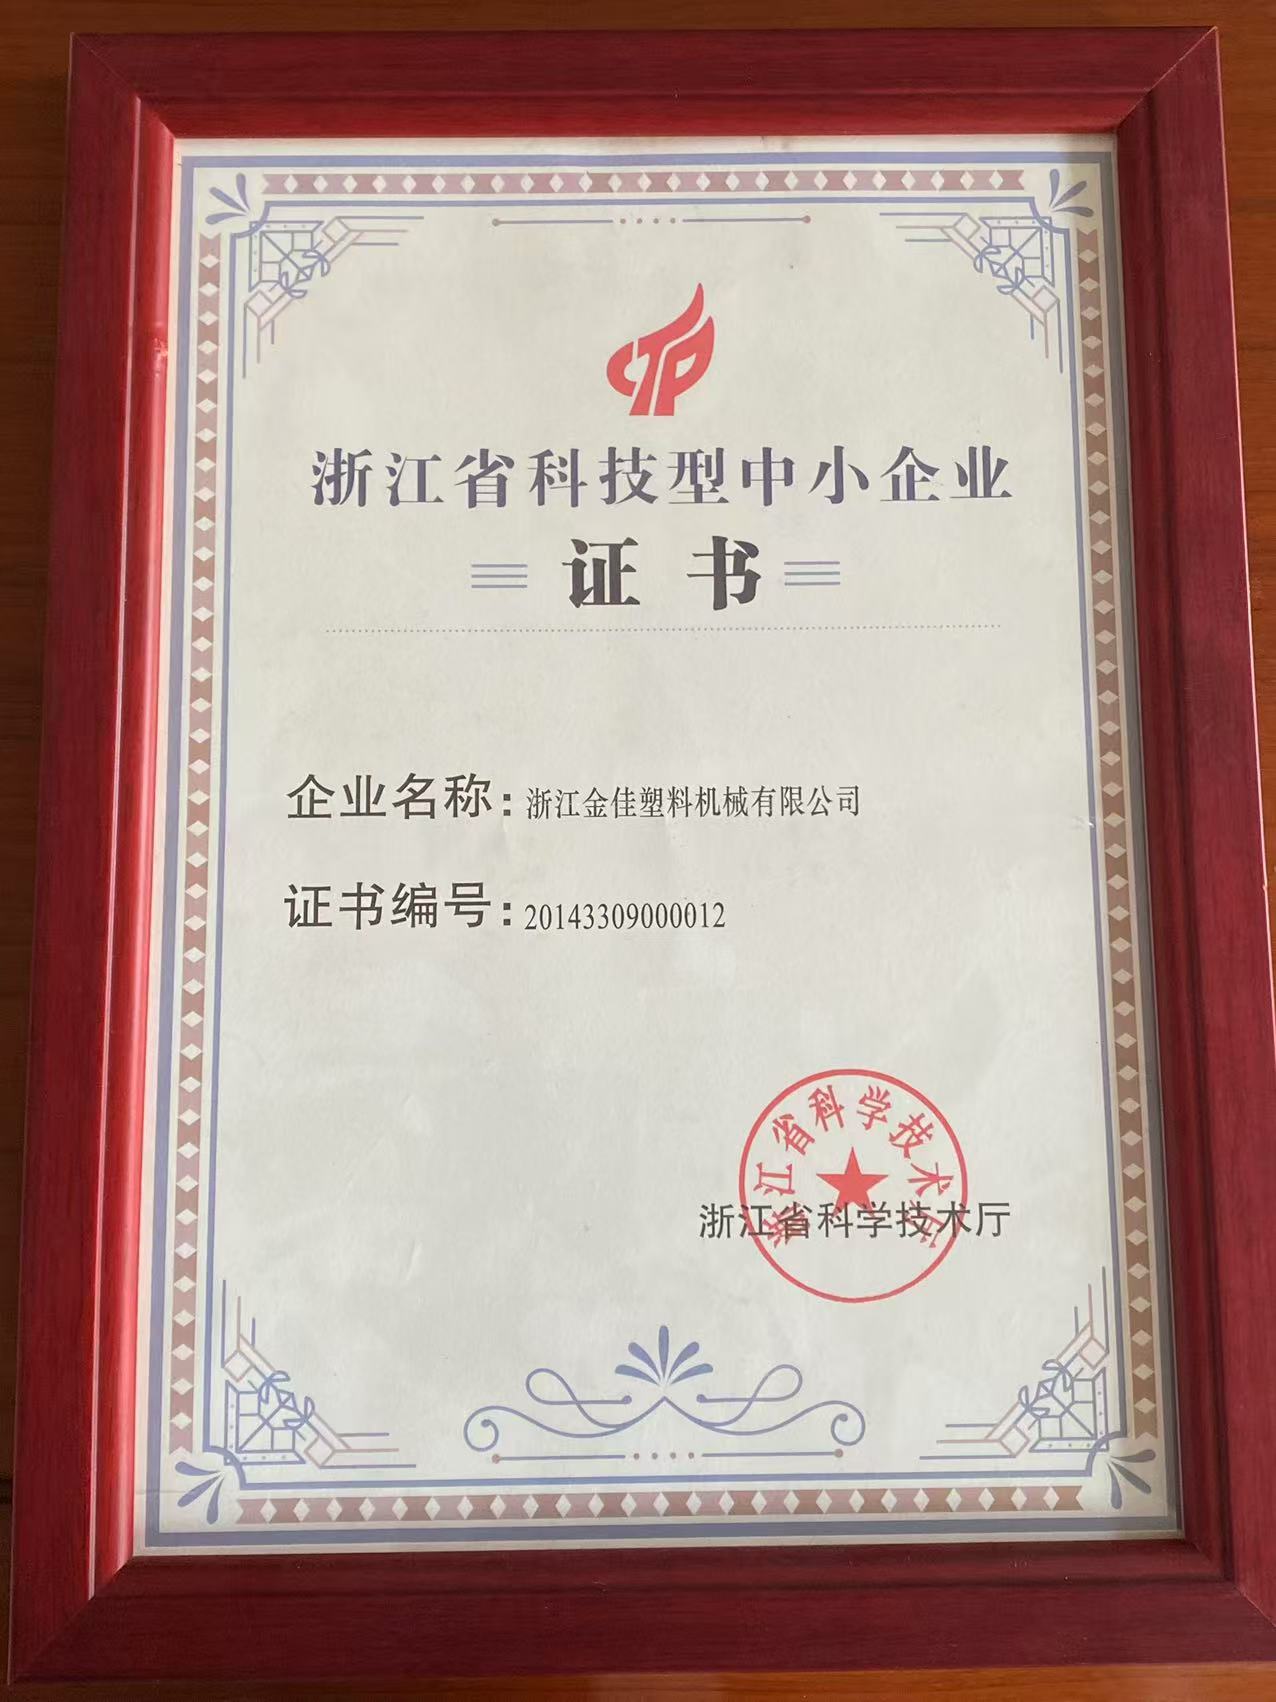 CTP
浙江省科技型中小企业
证书
企业名称：浙江金佳塑料机械有限公司
证书编号：20143309000012
浙江省科学技术厅
浙江省科学技术厅